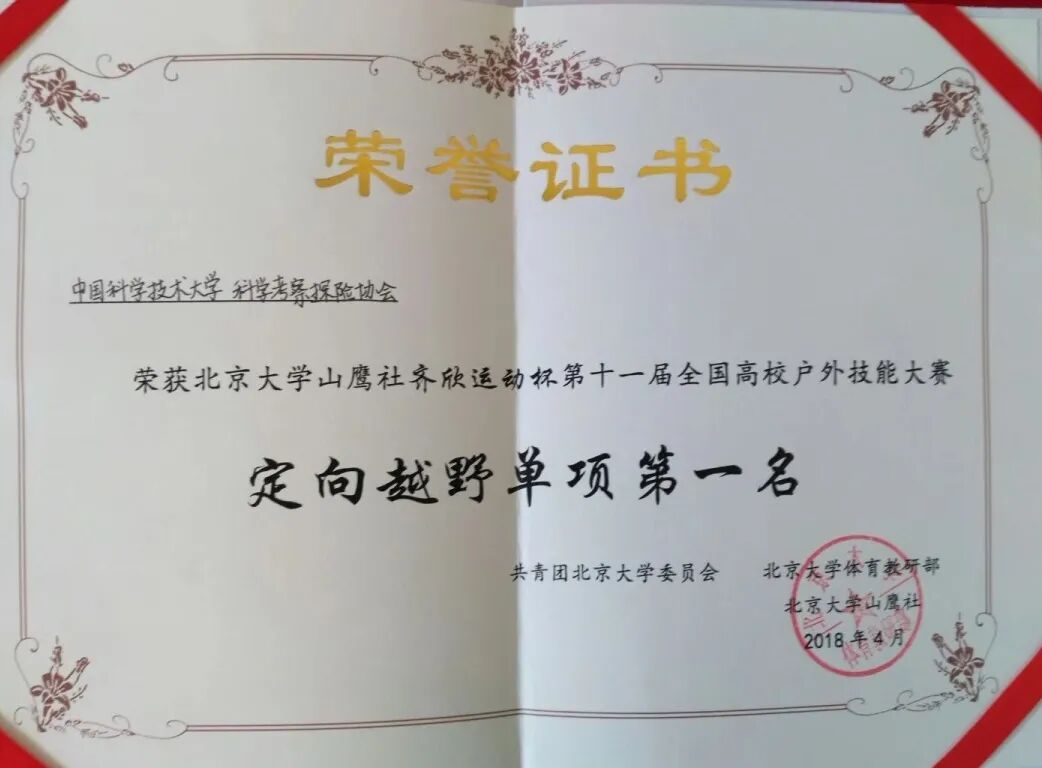 荣誉证书
中国科学技术大学 科学考察探险协会
荣获北京大学山鹰社齐欣运动杯第十一届全国高校户外技能大赛
定向越野单项第一名
共青团北京大学委员会 北京大学体育教研部
北京大学山鹰社
2018年4月